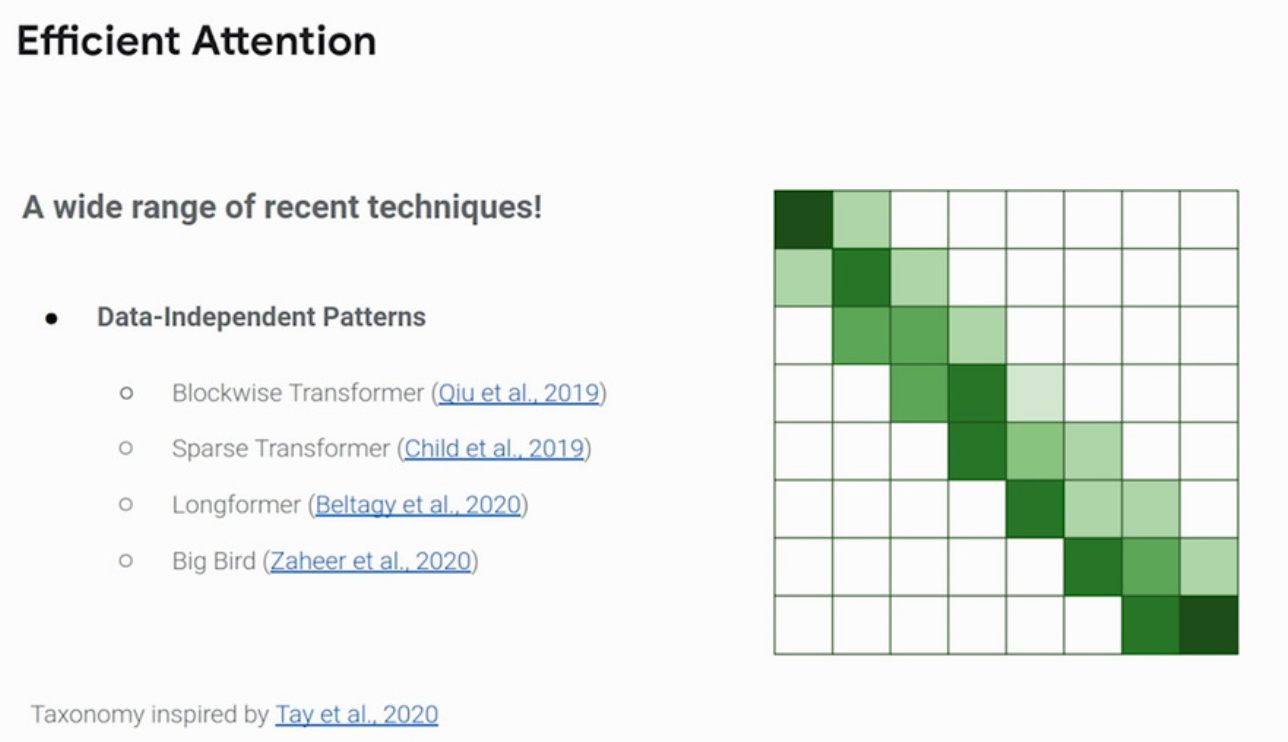 Efficient Attention
A wide range of recent techniques!
● Data-Independent Patterns
○ Blockwise Transformer (Qiu et al., 2019)
○ Sparse Transformer (Child et al., 2019)
○ Longformer (Beltagy et al., 2020)
○ Big Bird (Zaheer et al., 2020)
Taxonomy inspired by Tay et al., 2020